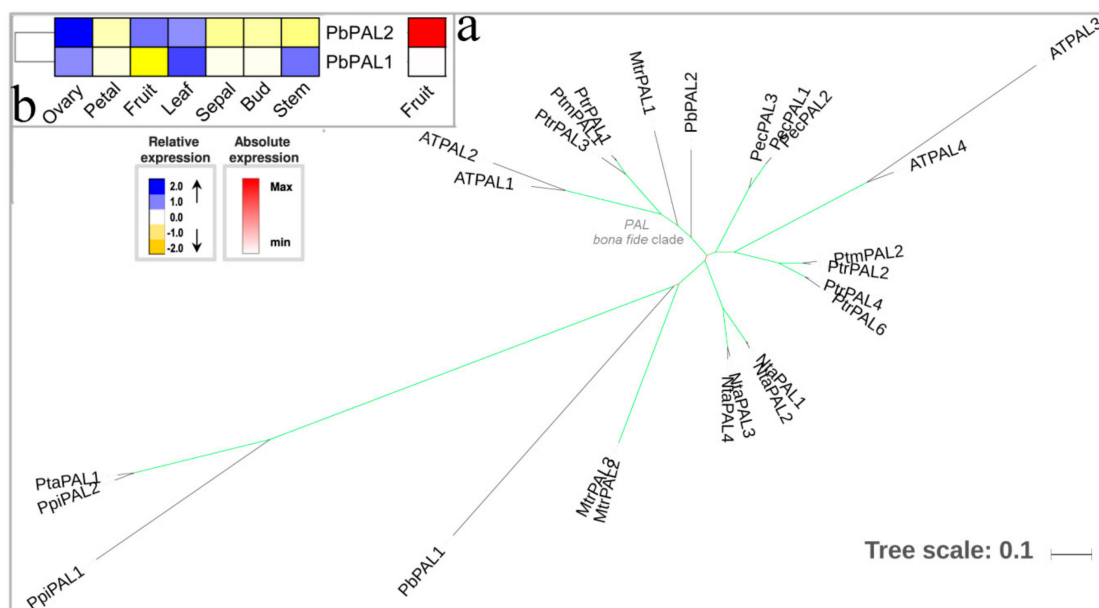 a
b
PbPAL2
PbPAL1
Ovary
Petal
Fruit
Leaf
Sepal
Bud
Stem
Fruit
Relative
expression
2.0
1.0
0.0
-1.0
-2.0
Absolute
expression
Max
min
ATPAL3
ATPAL4
PecPAL3
PecPAL1
PecPAL2
PbPAL2
MtrPAL1
PtrPAL1
PtmPAL1
PtrPAL3
ATPAL2
ATPAL1
PAL
bona fide clade
PtmPAL2
PtrPAL2
PtrPAL4
PtrPAL6
NtaPAL1
NtaPAL2
NtaPAL3
NtaPAL4
MtrPAL3
MtrPAL2
PbPAL1
PtaPAL1
PpiPAL2
PpiPAL1
Tree scale: 0.1